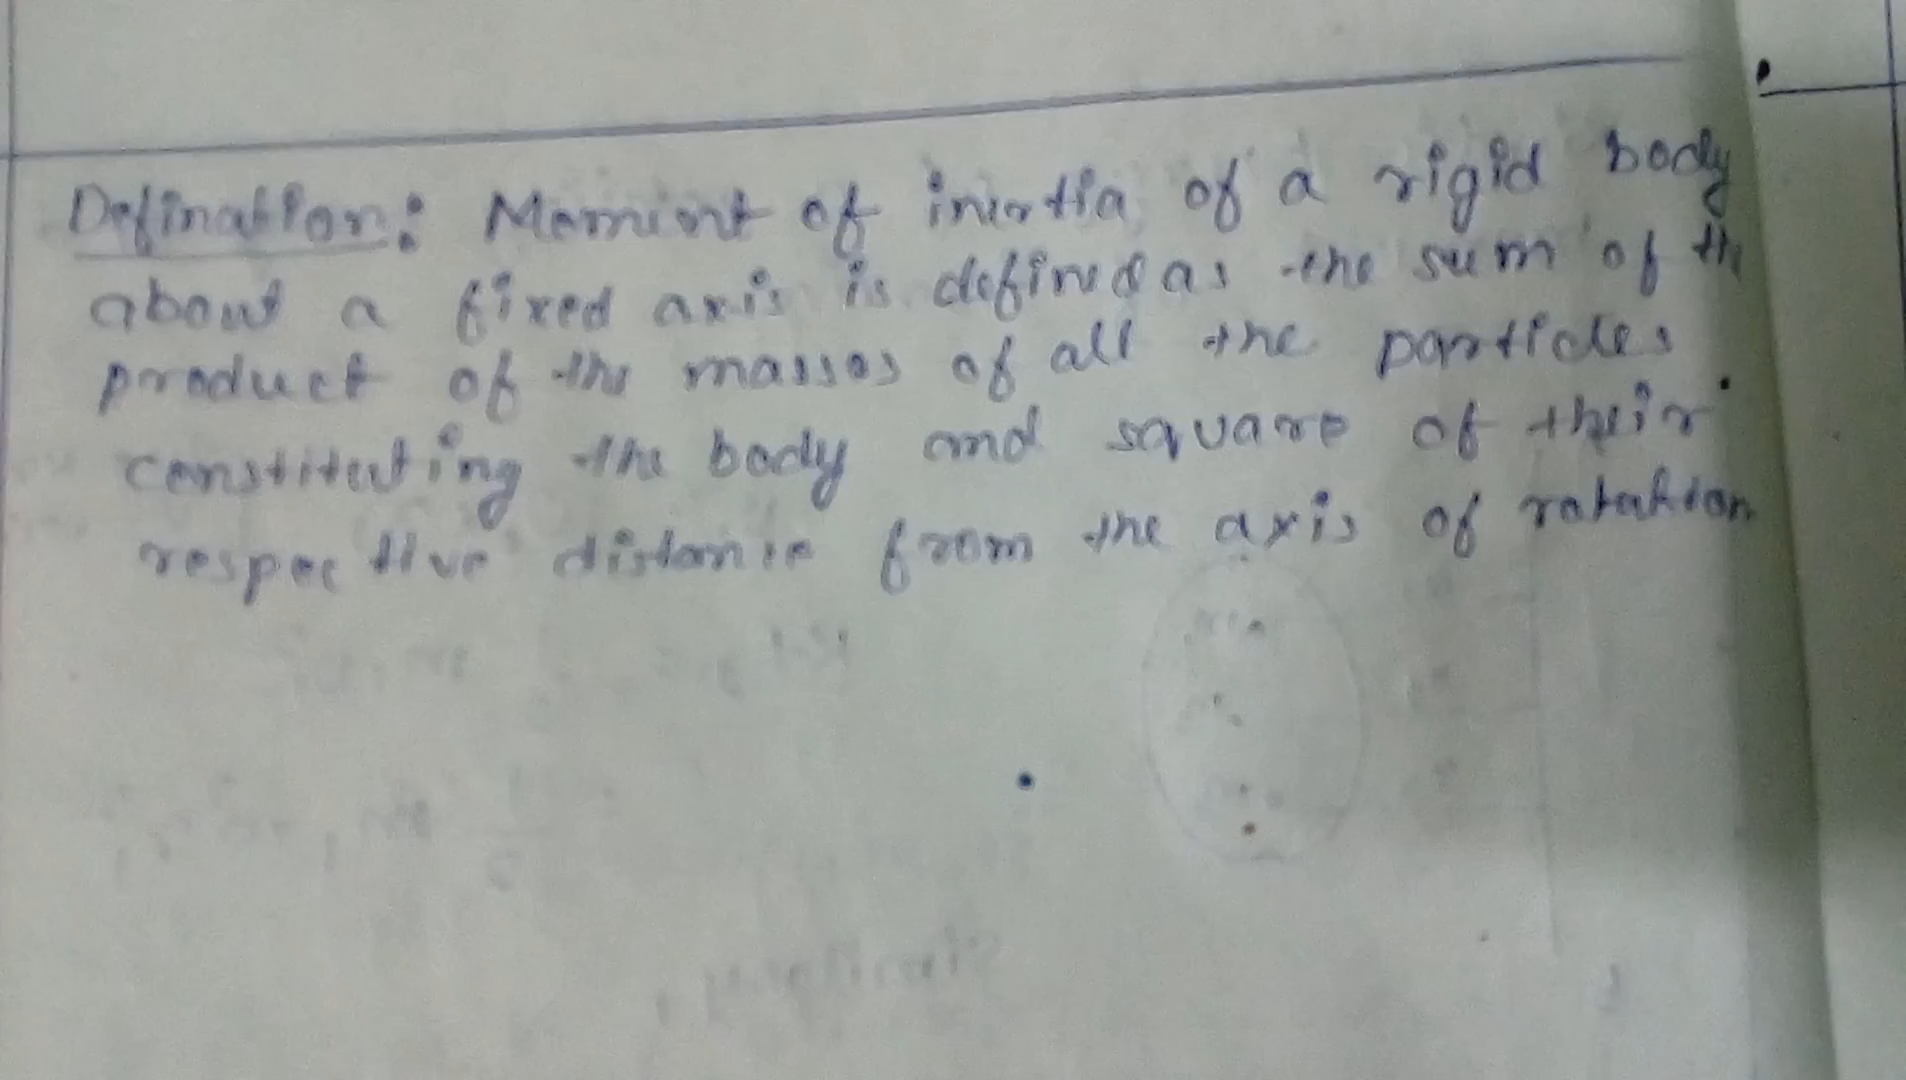 Defination: Moment of inertia of a rigid body
about a fixed axis is defined as the sum of the
product of the masses of all the particles
constituting the body and square of their
respective distance from the axis of rotation